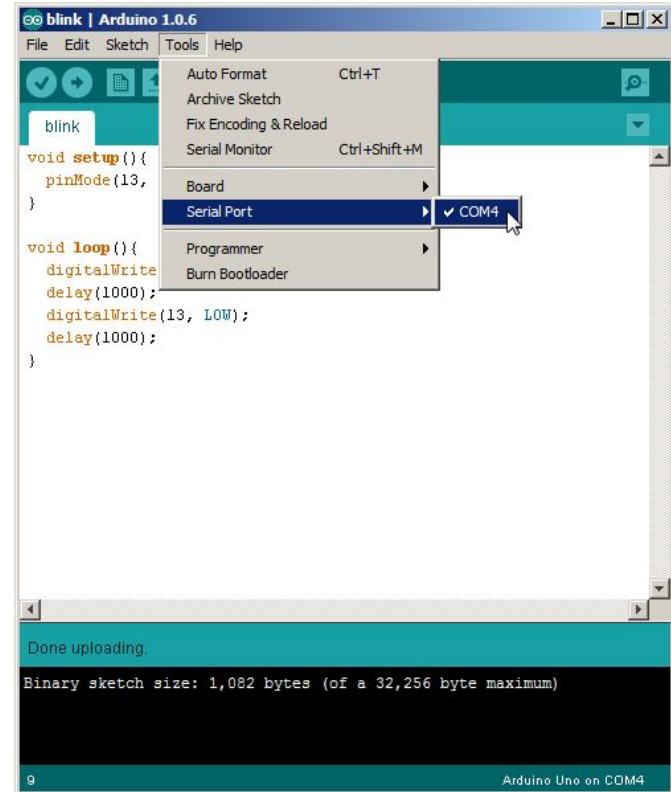 blink | Arduino 1.0.6
File Edit Sketch Tools Help
Auto Format Ctrl+T
Archive Sketch
Fix Encoding & Reload
Serial Monitor Ctrl+Shift+M
Board
Serial Port
✔ COM4
Programmer
Burn Bootloader
blink
void setup(){
pinMode(13,
}
void loop(){
digitalWrite
delay(1000);
digitalWrite(13, LOW);
delay(1000);
}
Done uploading.
Binary sketch size: 1,082 bytes (of a 32,256 byte maximum)
9 Arduino Uno on COM4